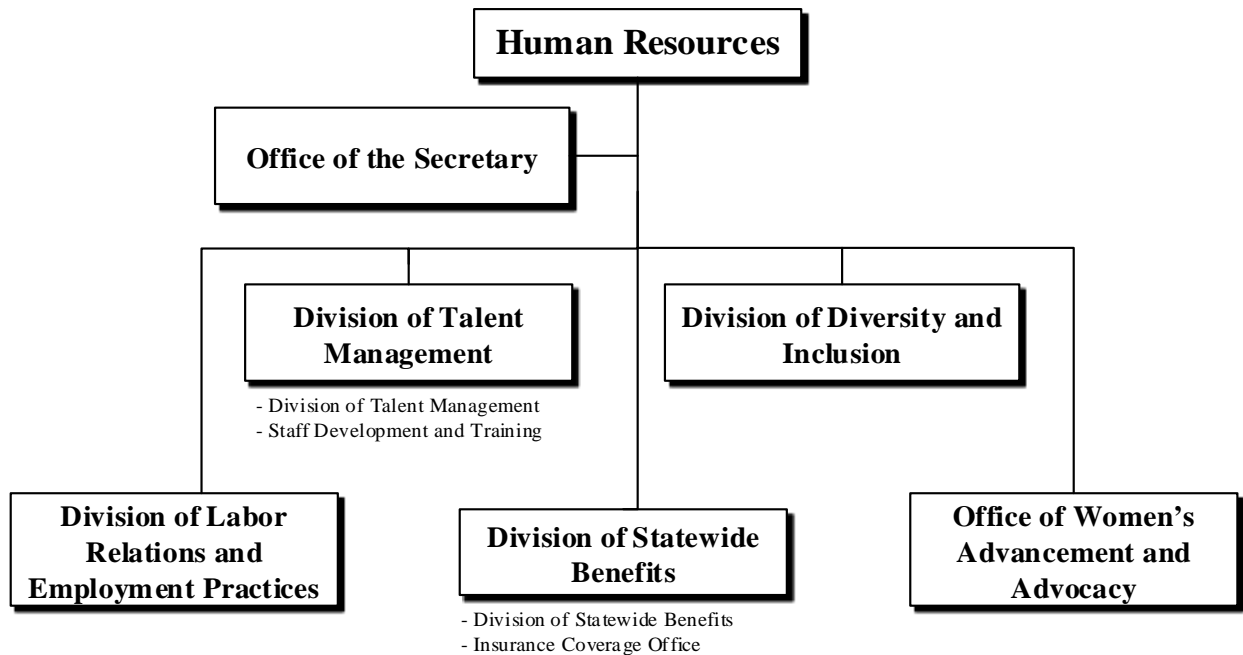 Human Resources
Office of the Secretary
Division of Talent
Management
- Division of Talent Management
- Staff Development and Training
Division of Diversity and
Inclusion
Division of Labor
Relations and
Employment Practices
Division of Statewide
Benefits
- Division of Statewide Benefits
- Insurance Coverage Office
Office of Women’s
Advancement and
Advocacy